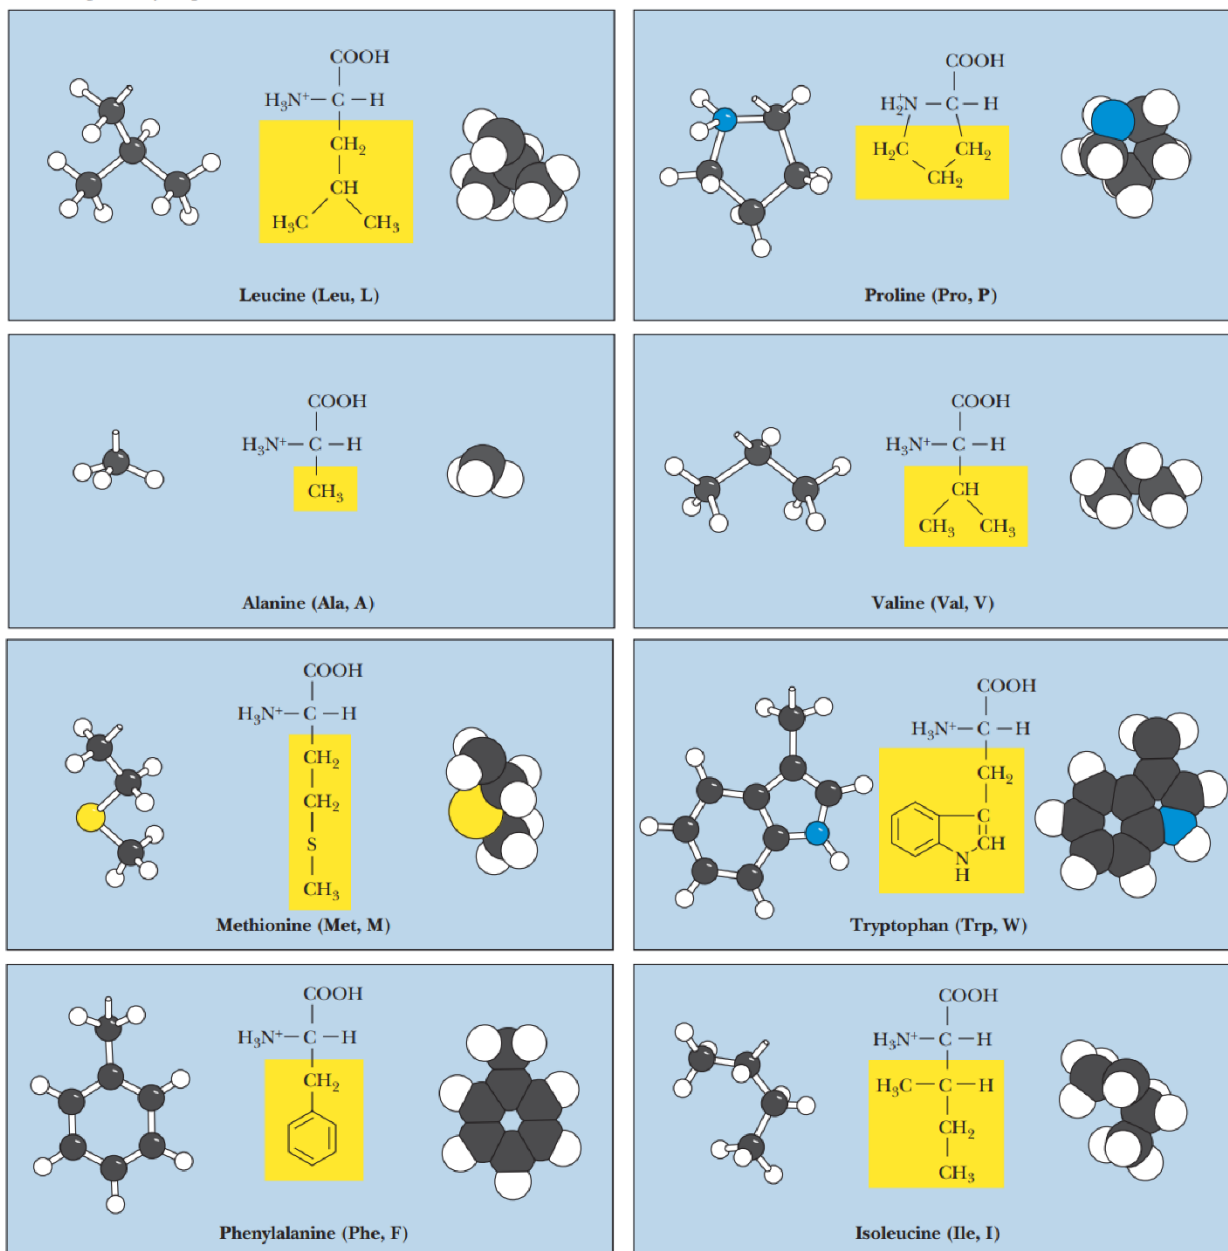 COOH
H₃N⁺—C—H
CH₂
CH
H₃C CH₃
Leucine (Leu, L)
COOH
H₂N⁺—C—H
H₂C CH₂
CH₂
Proline (Pro, P)
COOH
H₃N⁺—C—H
CH₃
Alanine (Ala, A)
COOH
H₃N⁺—C—H
CH
CH₃ CH₃
Valine (Val, V)
COOH
H₃N⁺—C—H
CH₂
CH₂
S
CH₃
Methionine (Met, M)
COOH
H₃N⁺—C—H
CH₂
C
CH
N
H
Tryptophan (Trp, W)
COOH
H₃N⁺—C—H
CH₂
Phenylalanine (Phe, F)
COOH
H₃N⁺—C—H
H₃C—C—H
CH₂
CH₃
Isoleucine (Ile, I)